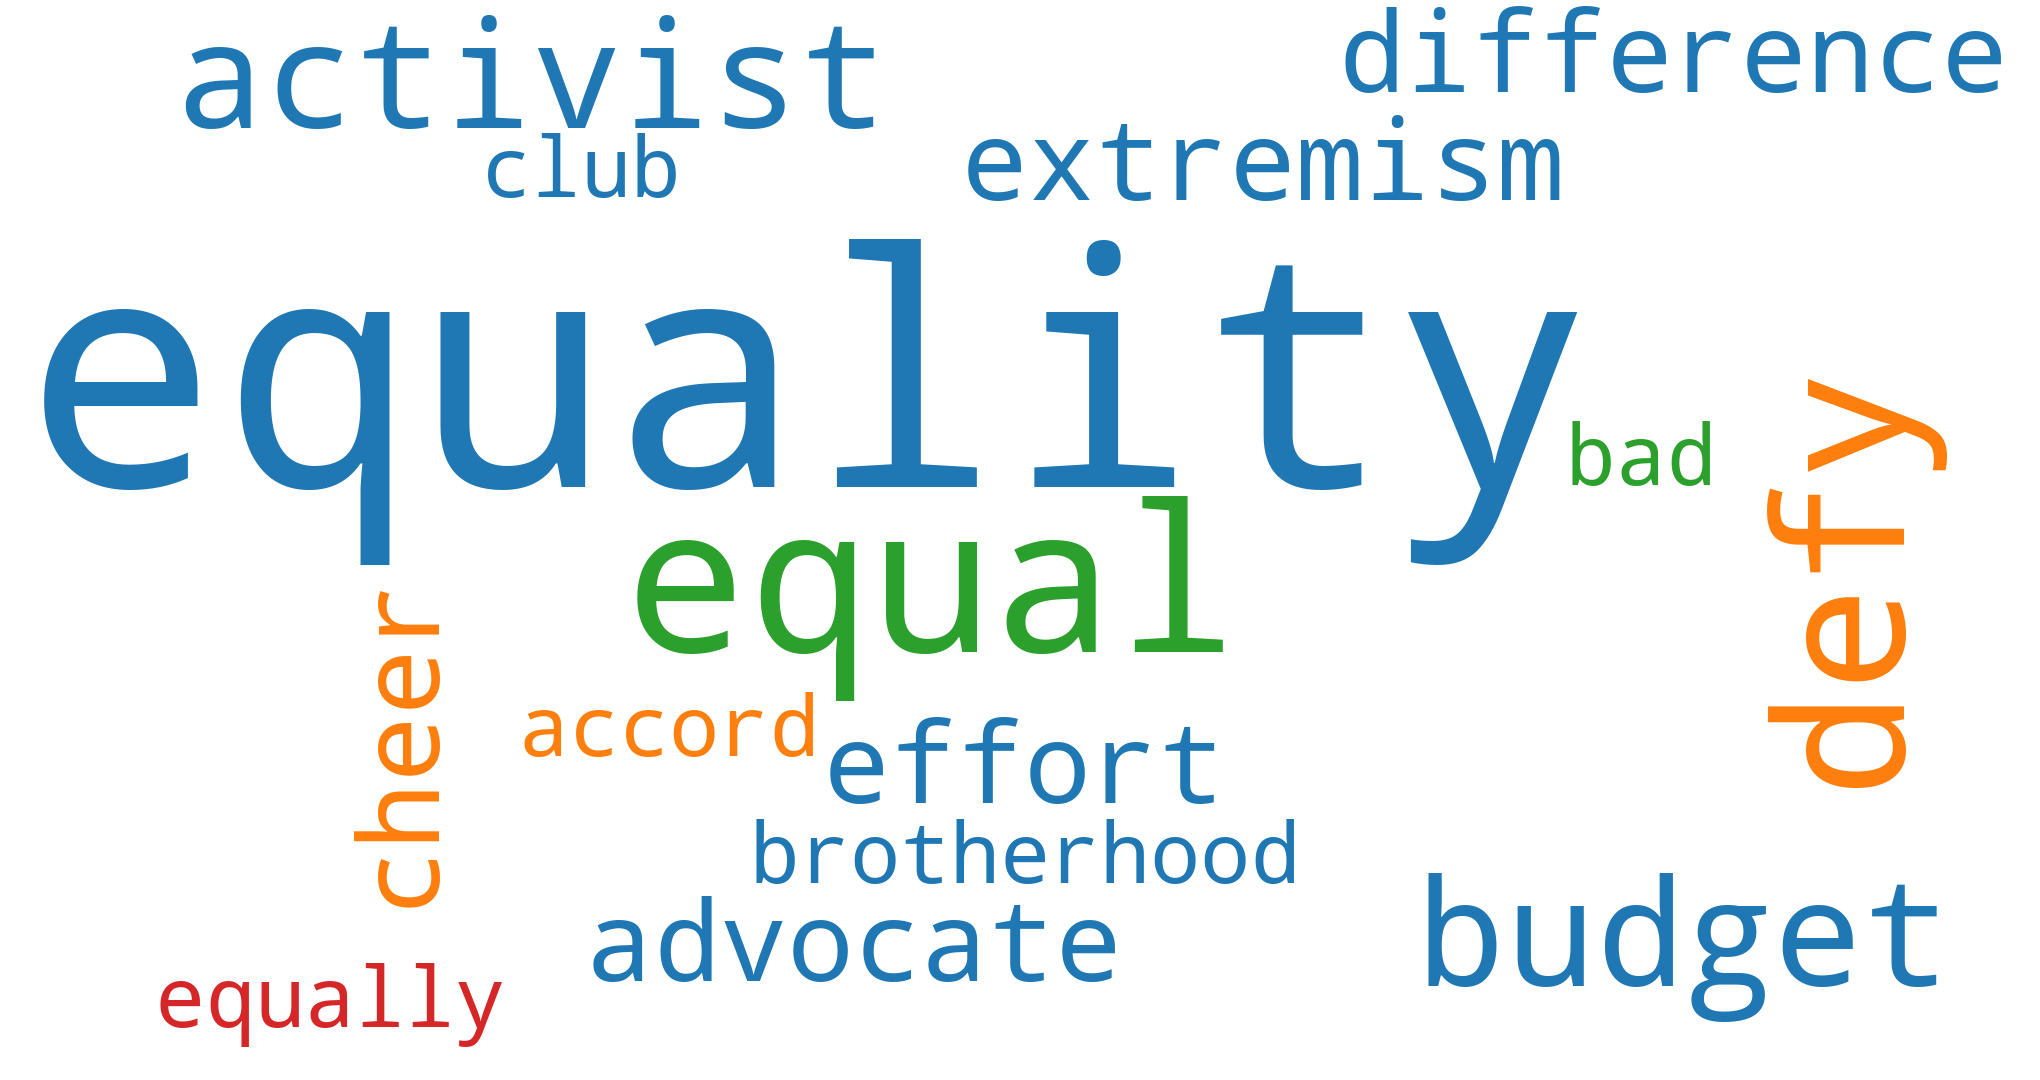 activist
difference
club
extremism
equality
bad
defy
equal
cheer
accord
effort
brotherhood
budget
advocate
equally